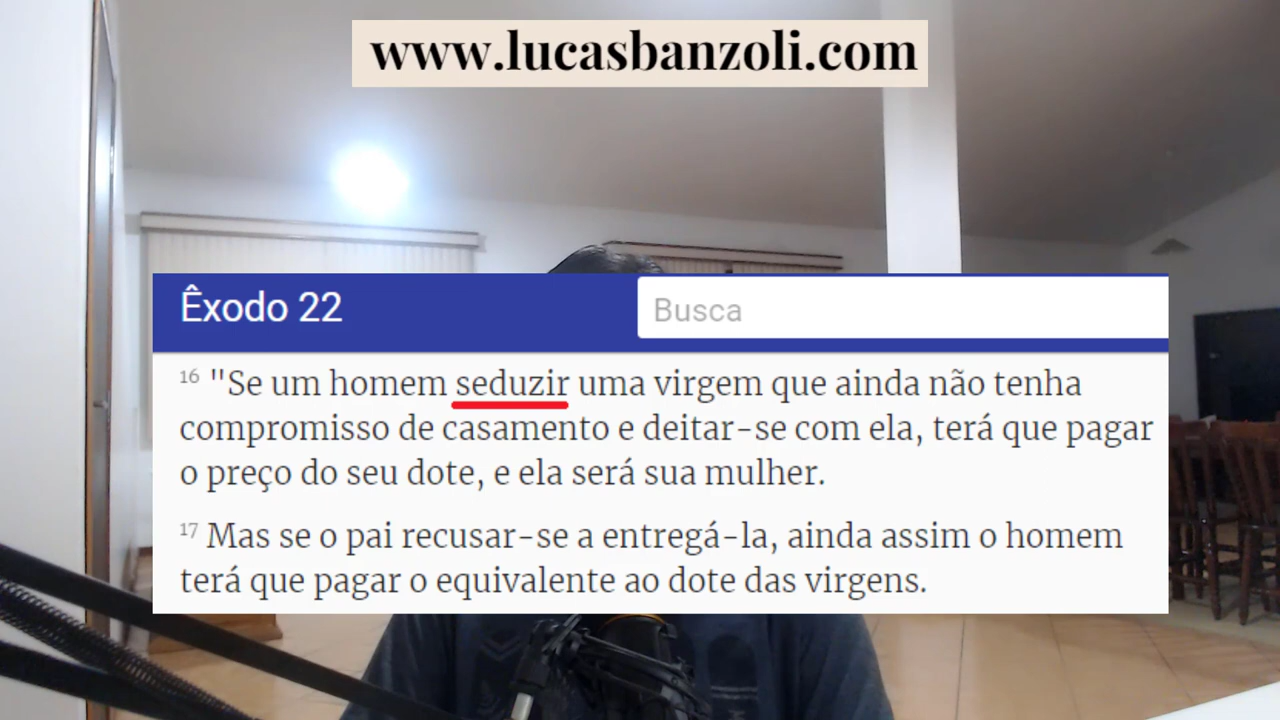 www.lucasbanzoli.com
Êxodo 22
Busca
16 "Se um homem seduzir uma virgem que ainda não tenha
compromisso de casamento e deitar-se com ela, terá que pagar
o preço do seu dote, e ela será sua mulher.
17 Mas se o pai recusar-se a entregá-la, ainda assim o homem
terá que pagar o equivalente ao dote das virgens.